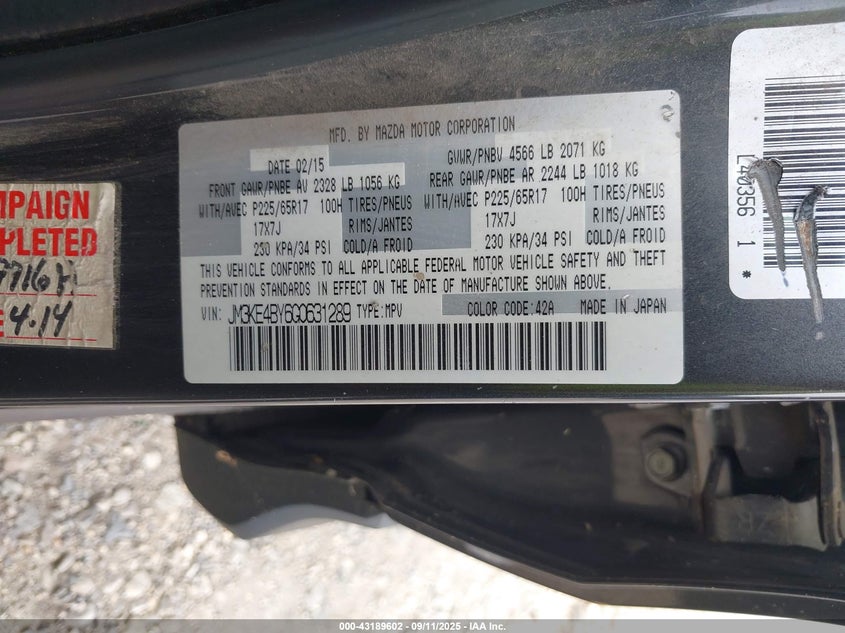 MFD. BY MAZDA MOTOR CORPORATION
DATE 02/15
GVWR/PNBV 4566 LB 2071 KG
FRONT GAWR/PNBE AV 2328 LB 1056 KG
REAR GAWR/PNBE AR 2244 LB 1018 KG
WITH/AVEC P225/65R17 100H TIRES/PNEUS
17X7J RIMS/JANTES
230 KPA/34 PSI COLD/A FROID
WITH/AVEC P225/65R17 100H TIRES/PNEUS
17X7J RIMS/JANTES
230 KPA/34 PSI COLD/A FROID
THIS VEHICLE CONFORMS TO ALL APPLICABLE FEDERAL MOTOR VEHICLE SAFETY AND THEFT
PREVENTION STANDARDS IN EFFECT ON THE DATE OF MANUFACTURE SHOWN ABOVE.
VIN: JM3KE4BY6G0631289 TYPE:MPV
COLOR CODE:42A MADE IN JAPAN
MPAIGN
PLETED
4-14
000-43189602 - 09/11/2025 - IAA Inc.